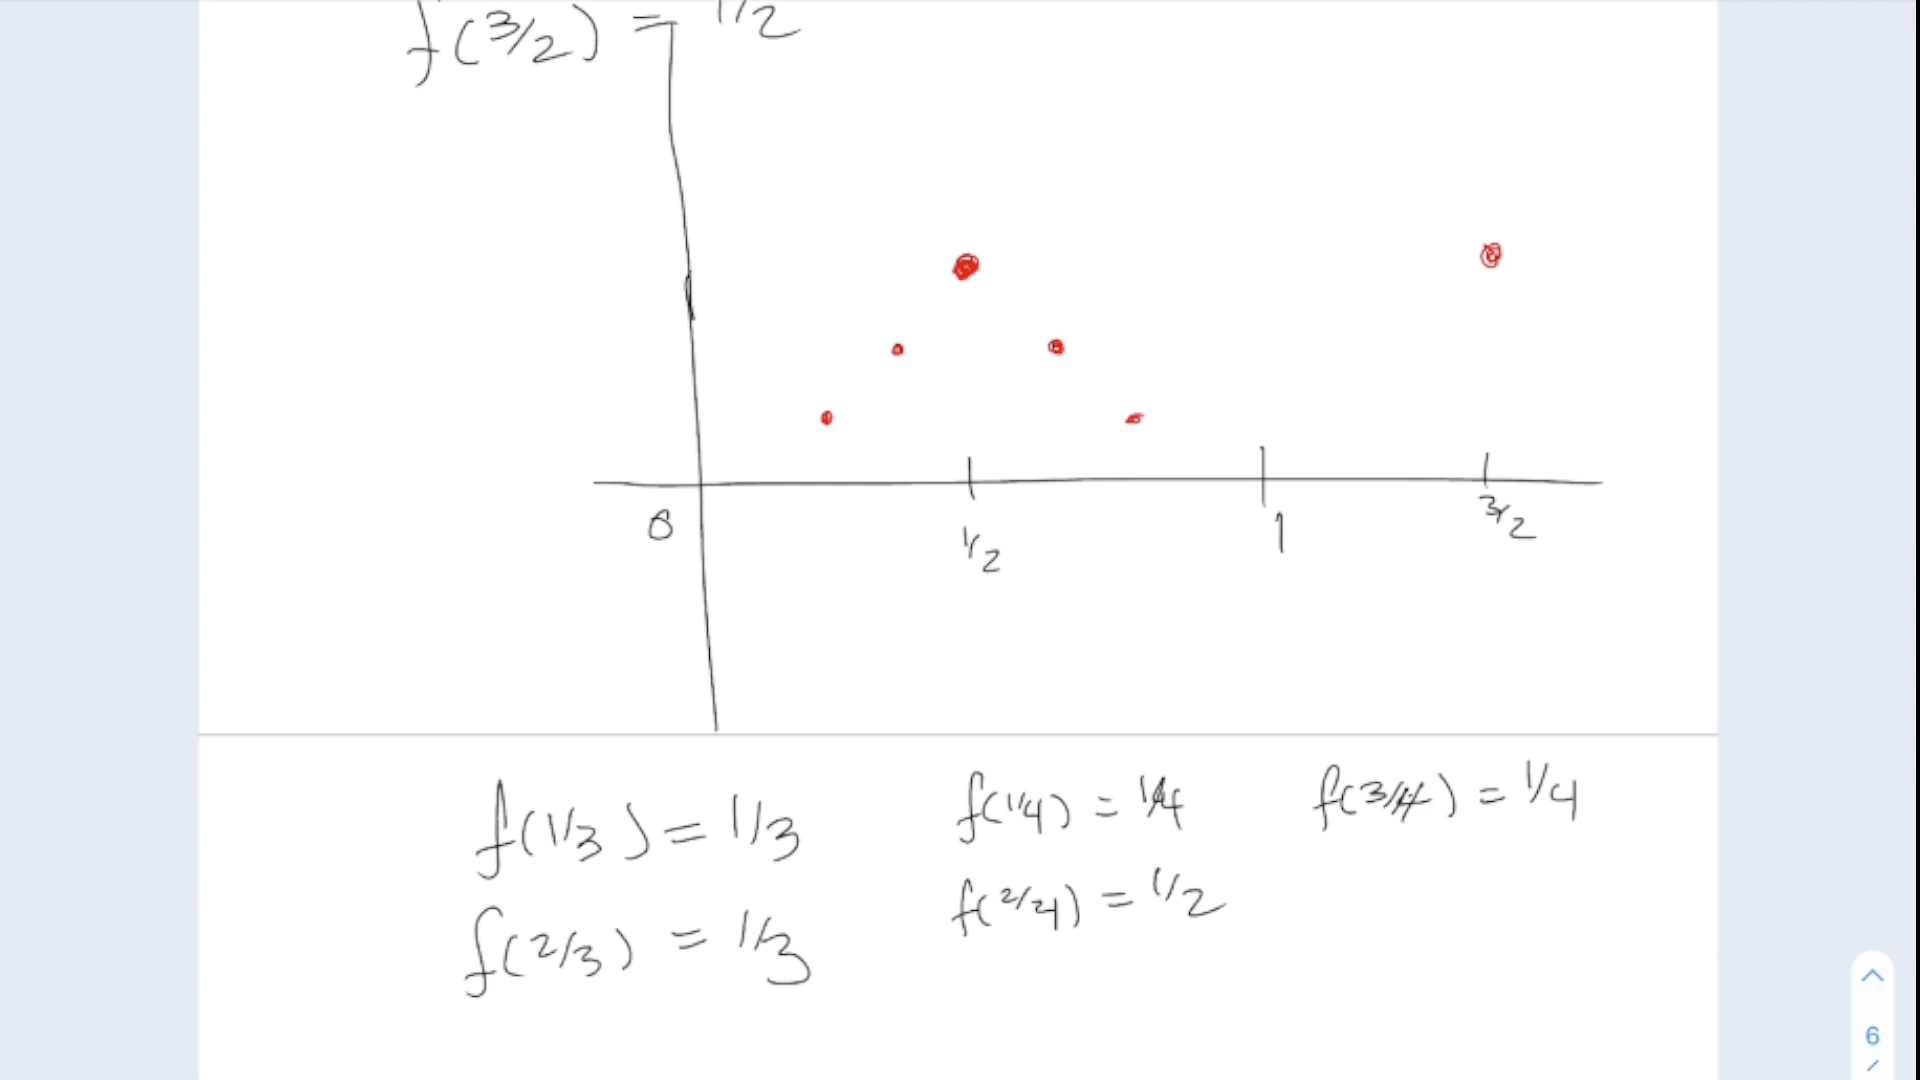 f(3/2) = 1/2
0 1/2 1 3/2
f(1/3) = 1/3 f(1/4) = 1/4 f(3/4) = 1/4
f(2/3) = 1/3 f(2/4) = 1/2
6